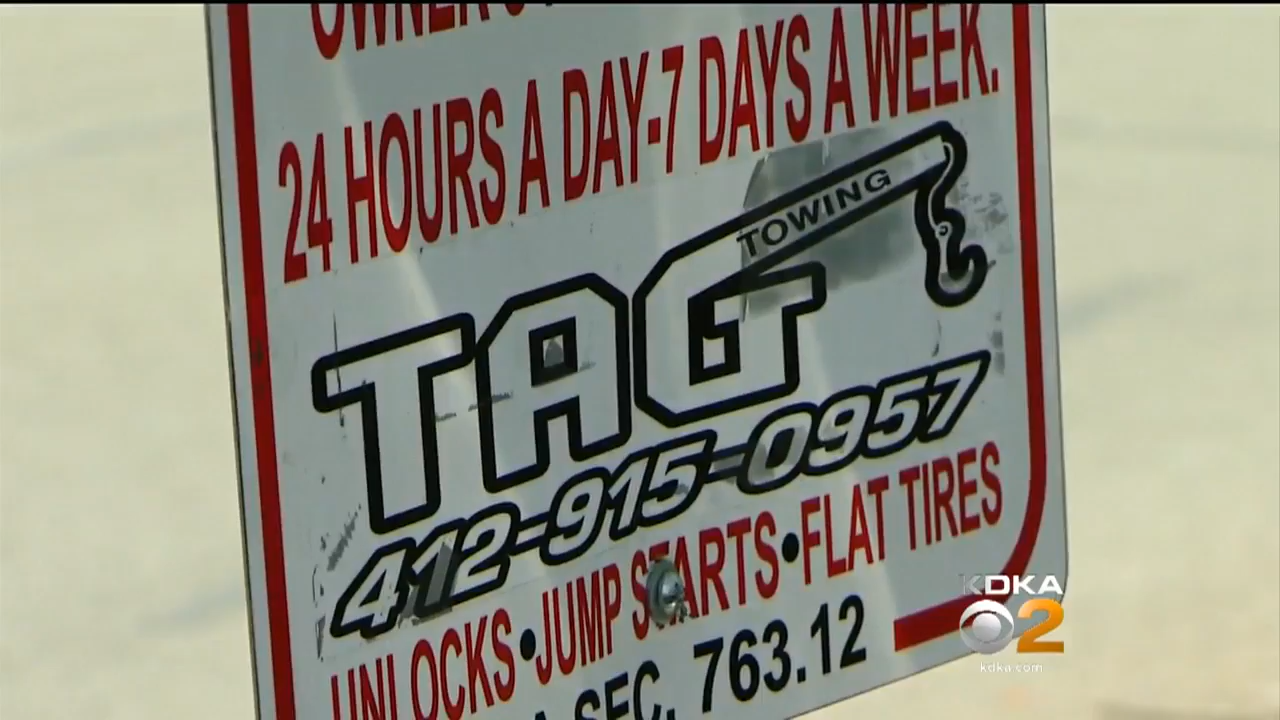 24 HOURS A DAY-7 DAYS A WEEK.
TOWING
TAG
412-915-0957
UNLOCKS•JUMP STARTS•FLAT TIRES
SEC. 763.12
KDKA
2
kdka.com